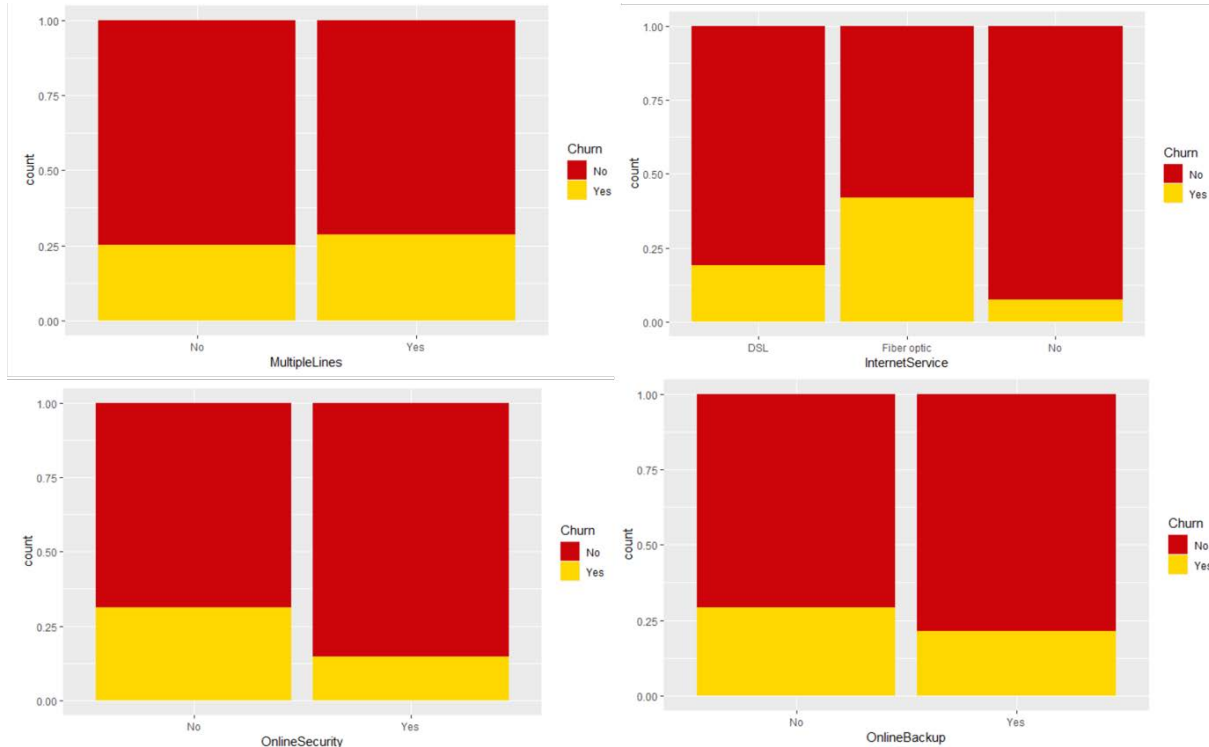 1.00
0.75
0.50
0.25
0.00
count
No
Yes
MultipleLines
Churn
No
Yes
1.00
0.75
0.50
0.25
0.00
count
DSL
Fiber optic
No
InternetService
Churn
No
Yes
1.00
0.75
0.50
0.25
0.00
count
No
Yes
OnlineSecurity
Churn
No
Yes
1.00
0.75
0.50
0.25
0.00
count
No
Yes
OnlineBackup
Churn
No
Yes